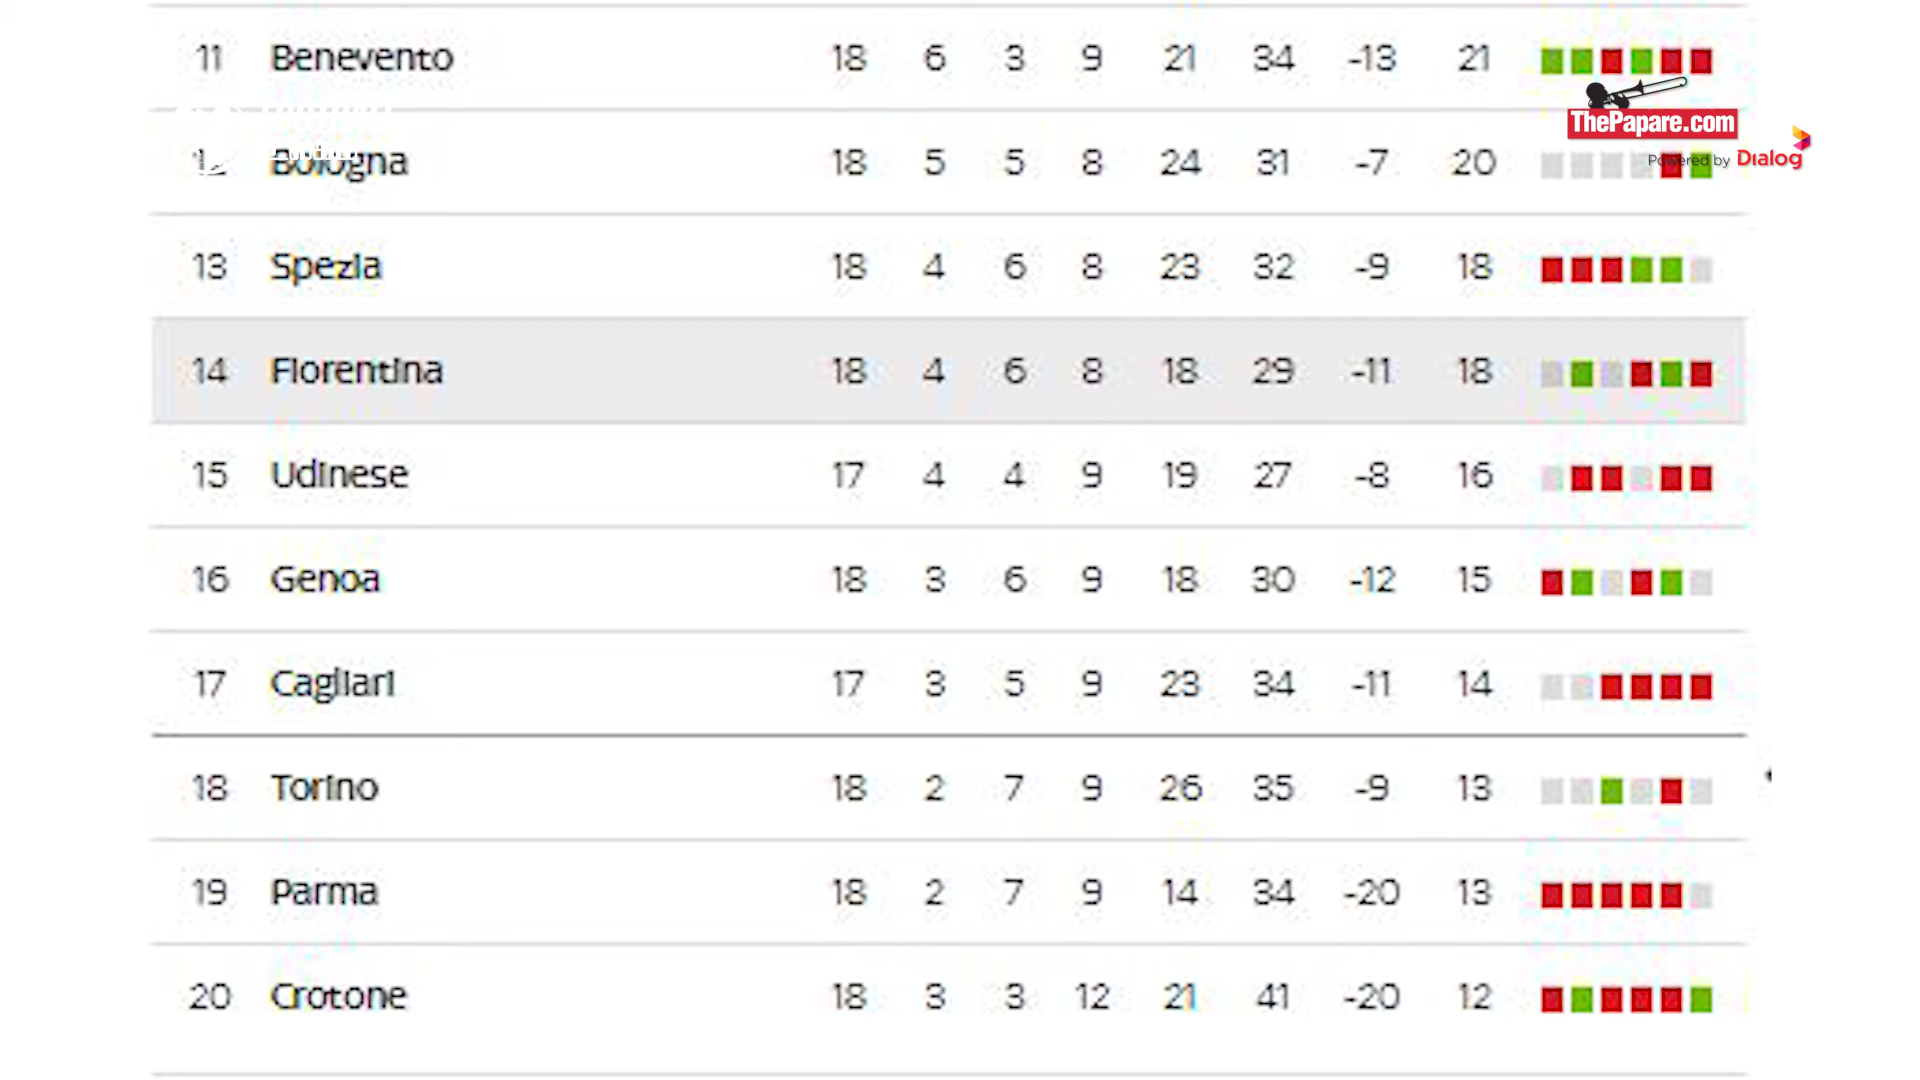 11 Benevento 18 6 3 9 21 34 -13 21
ThePapare.com
Bologna 18 5 5 8 24 31 -7 20
Powered by Dialog
13 Spezia 18 4 6 8 23 32 -9 18
14 Fiorentina 18 4 6 8 18 29 -11 18
15 Udinese 17 4 4 9 19 27 -8 16
16 Genoa 18 3 6 9 18 30 -12 15
17 Cagliari 17 3 5 9 23 34 -11 14
18 Torino 18 2 7 9 26 35 -9 13
19 Parma 18 2 7 9 14 34 -20 13
20 Crotone 18 3 3 12 21 41 -20 12